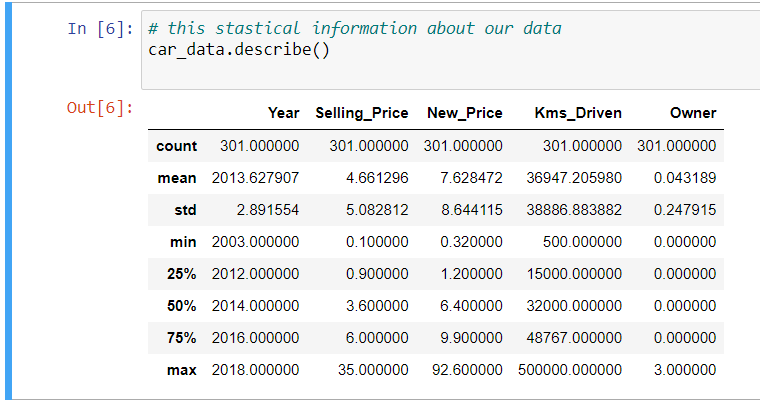 In [6]: # this stastical information about our data
car_data.describe()
Out[6]:
Year Selling_Price New_Price Kms_Driven Owner
count 301.000000 301.000000 301.000000 301.000000 301.000000
mean 2013.627907 4.661296 7.628472 36947.205980 0.043189
std 2.891554 5.082812 8.644115 38886.883882 0.247915
min 2003.000000 0.100000 0.320000 500.000000 0.000000
25% 2012.000000 0.900000 1.200000 15000.000000 0.000000
50% 2014.000000 3.600000 6.400000 32000.000000 0.000000
75% 2016.000000 6.000000 9.900000 48767.000000 0.000000
max 2018.000000 35.000000 92.600000 500000.000000 3.000000